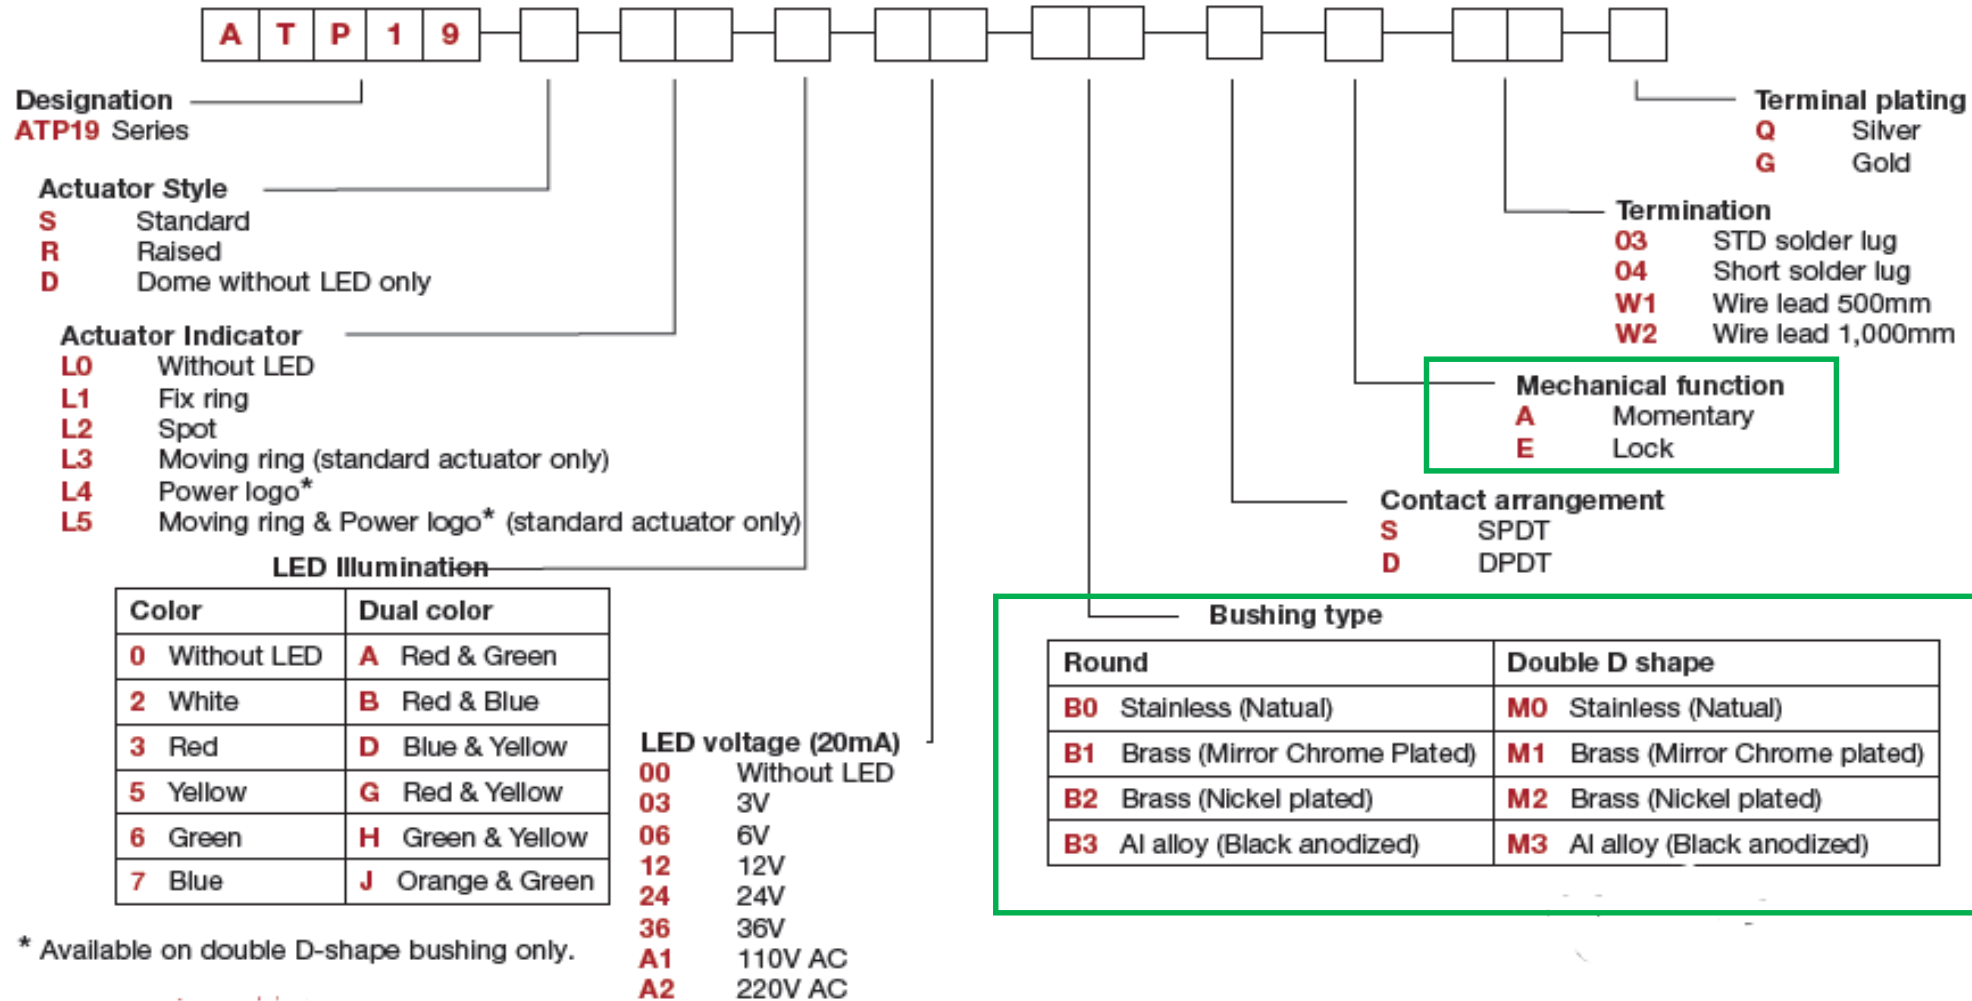 A T P 1 9
Designation
ATP19 Series
Actuator Style
S Standard
R Raised
D Dome without LED only
Actuator Indicator
L0 Without LED
L1 Fix ring
L2 Spot
L3 Moving ring (standard actuator only)
L4 Power logo*
L5 Moving ring & Power logo* (standard actuator only)
LED Illumination
Color Dual color
0 Without LED A Red & Green
2 White B Red & Blue
3 Red D Blue & Yellow
5 Yellow G Red & Yellow
6 Green H Green & Yellow
7 Blue J Orange & Green
* Available on double D-shape bushing only.
LED voltage (20mA)
00 Without LED
03 3V
06 6V
12 12V
24 24V
36 36V
A1 110V AC
A2 220V AC
Bushing type
Round Double D shape
B0 Stainless (Natual) M0 Stainless (Natual)
B1 Brass (Mirror Chrome Plated) M1 Brass (Mirror Chrome plated)
B2 Brass (Nickel plated) M2 Brass (Nickel plated)
B3 Al alloy (Black anodized) M3 Al alloy (Black anodized)
Contact arrangement
S SPDT
D DPDT
Mechanical function
A Momentary
E Lock
Termination
03 STD solder lug
04 Short solder lug
W1 Wire lead 500mm
W2 Wire lead 1,000mm
Terminal plating
Q Silver
G Gold